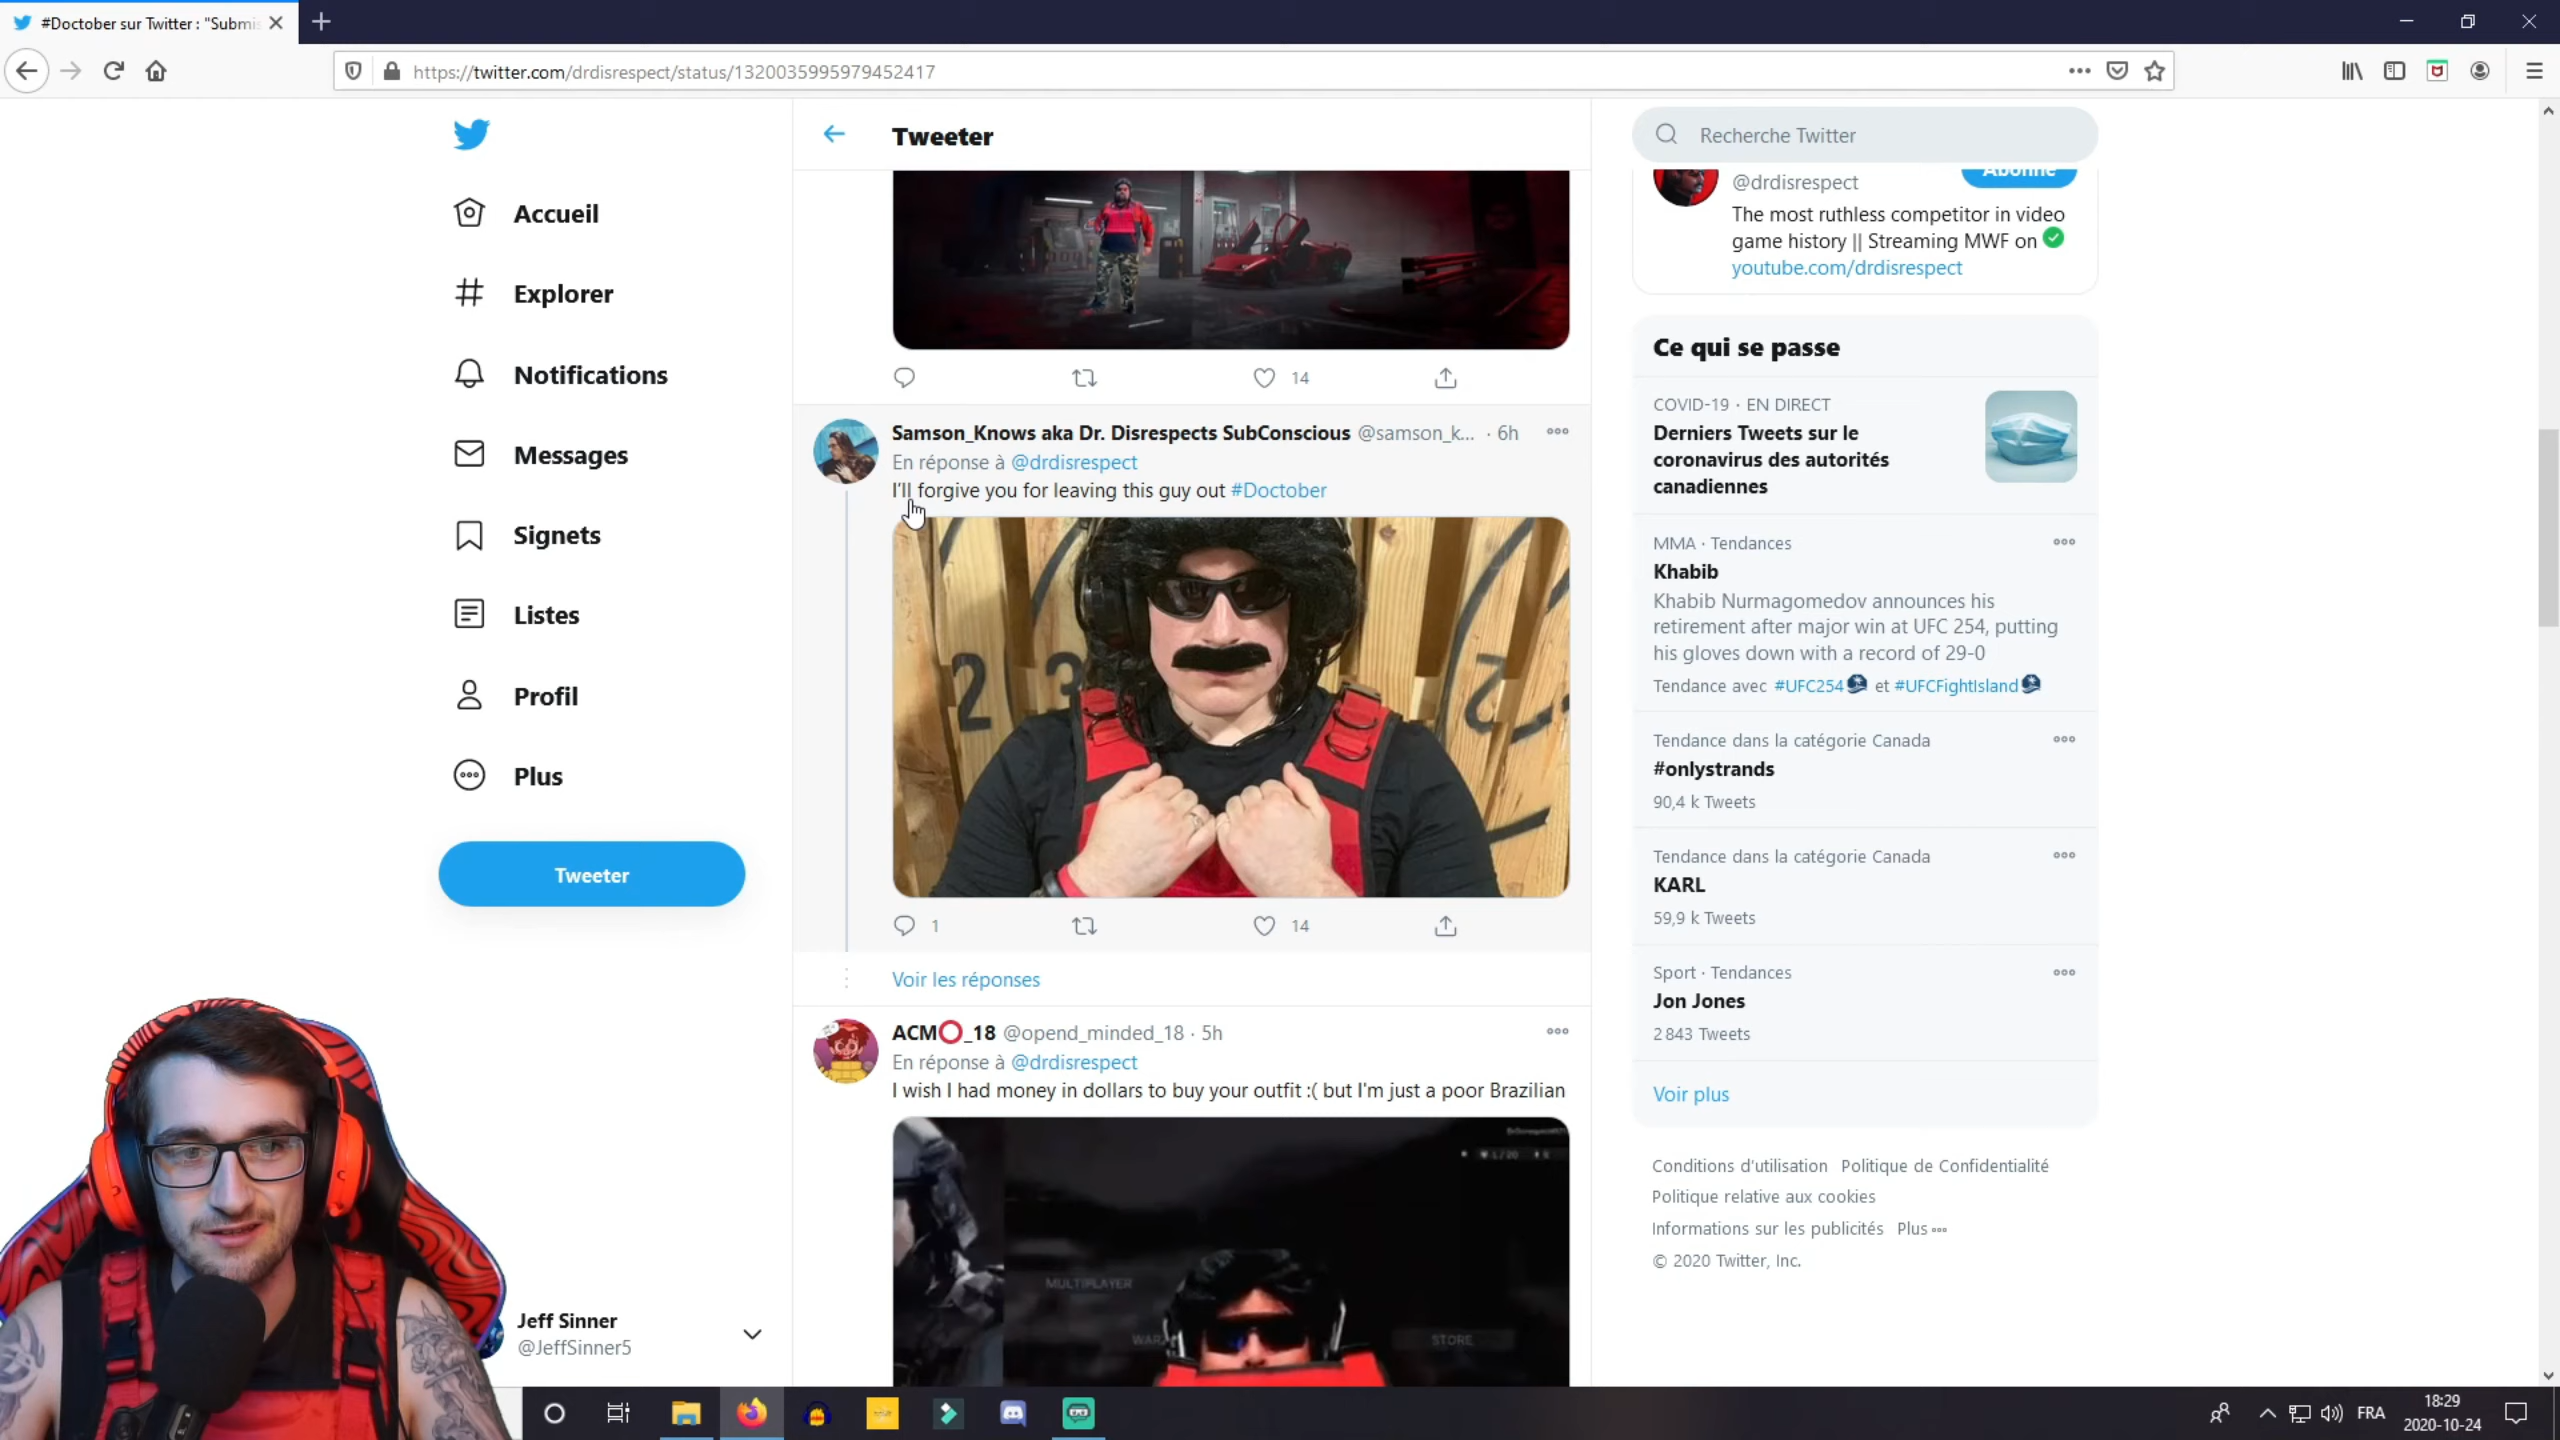 #Doctober sur Twitter : "Submis
https://twitter.com/drdisrespect/status/1320035995979452417
Accueil
Explorer
Notifications
Messages
Signets
Listes
Profil
Plus
Tweeter
Jeff Sinner
@JeffSinner5
Tweeter
14
Samson_Knows aka Dr. Disrespects SubConscious @samson_k... · 6h
En réponse à @drdisrespect
I'll forgive you for leaving this guy out #Doctober
1
14
Voir les réponses
ACM⭕_18 @opend_minded_18 · 5h
En réponse à @drdisrespect
I wish I had money in dollars to buy your outfit :( but I'm just a poor Brazilian
MULTIPLAYER
STORE
Recherche Twitter
Abonné
@drdisrespect
The most ruthless competitor in video
game history || Streaming MWF on
youtube.com/drdisrespect
Ce qui se passe
COVID-19 · EN DIRECT
Derniers Tweets sur le
coronavirus des autorités
canadiennes
MMA · Tendances
Khabib
Khabib Nurmagomedov announces his
retirement after major win at UFC 254, putting
his gloves down with a record of 29-0
Tendance avec #UFC254 et #UFCFightIsland
Tendance dans la catégorie Canada
#onlystrands
90,4 k Tweets
Tendance dans la catégorie Canada
KARL
59,9 k Tweets
Sport · Tendances
Jon Jones
2 843 Tweets
Voir plus
Conditions d'utilisation Politique de Confidentialité
Politique relative aux cookies
Informations sur les publicités Plus
© 2020 Twitter, Inc.
FRA
18:29
2020-10-24